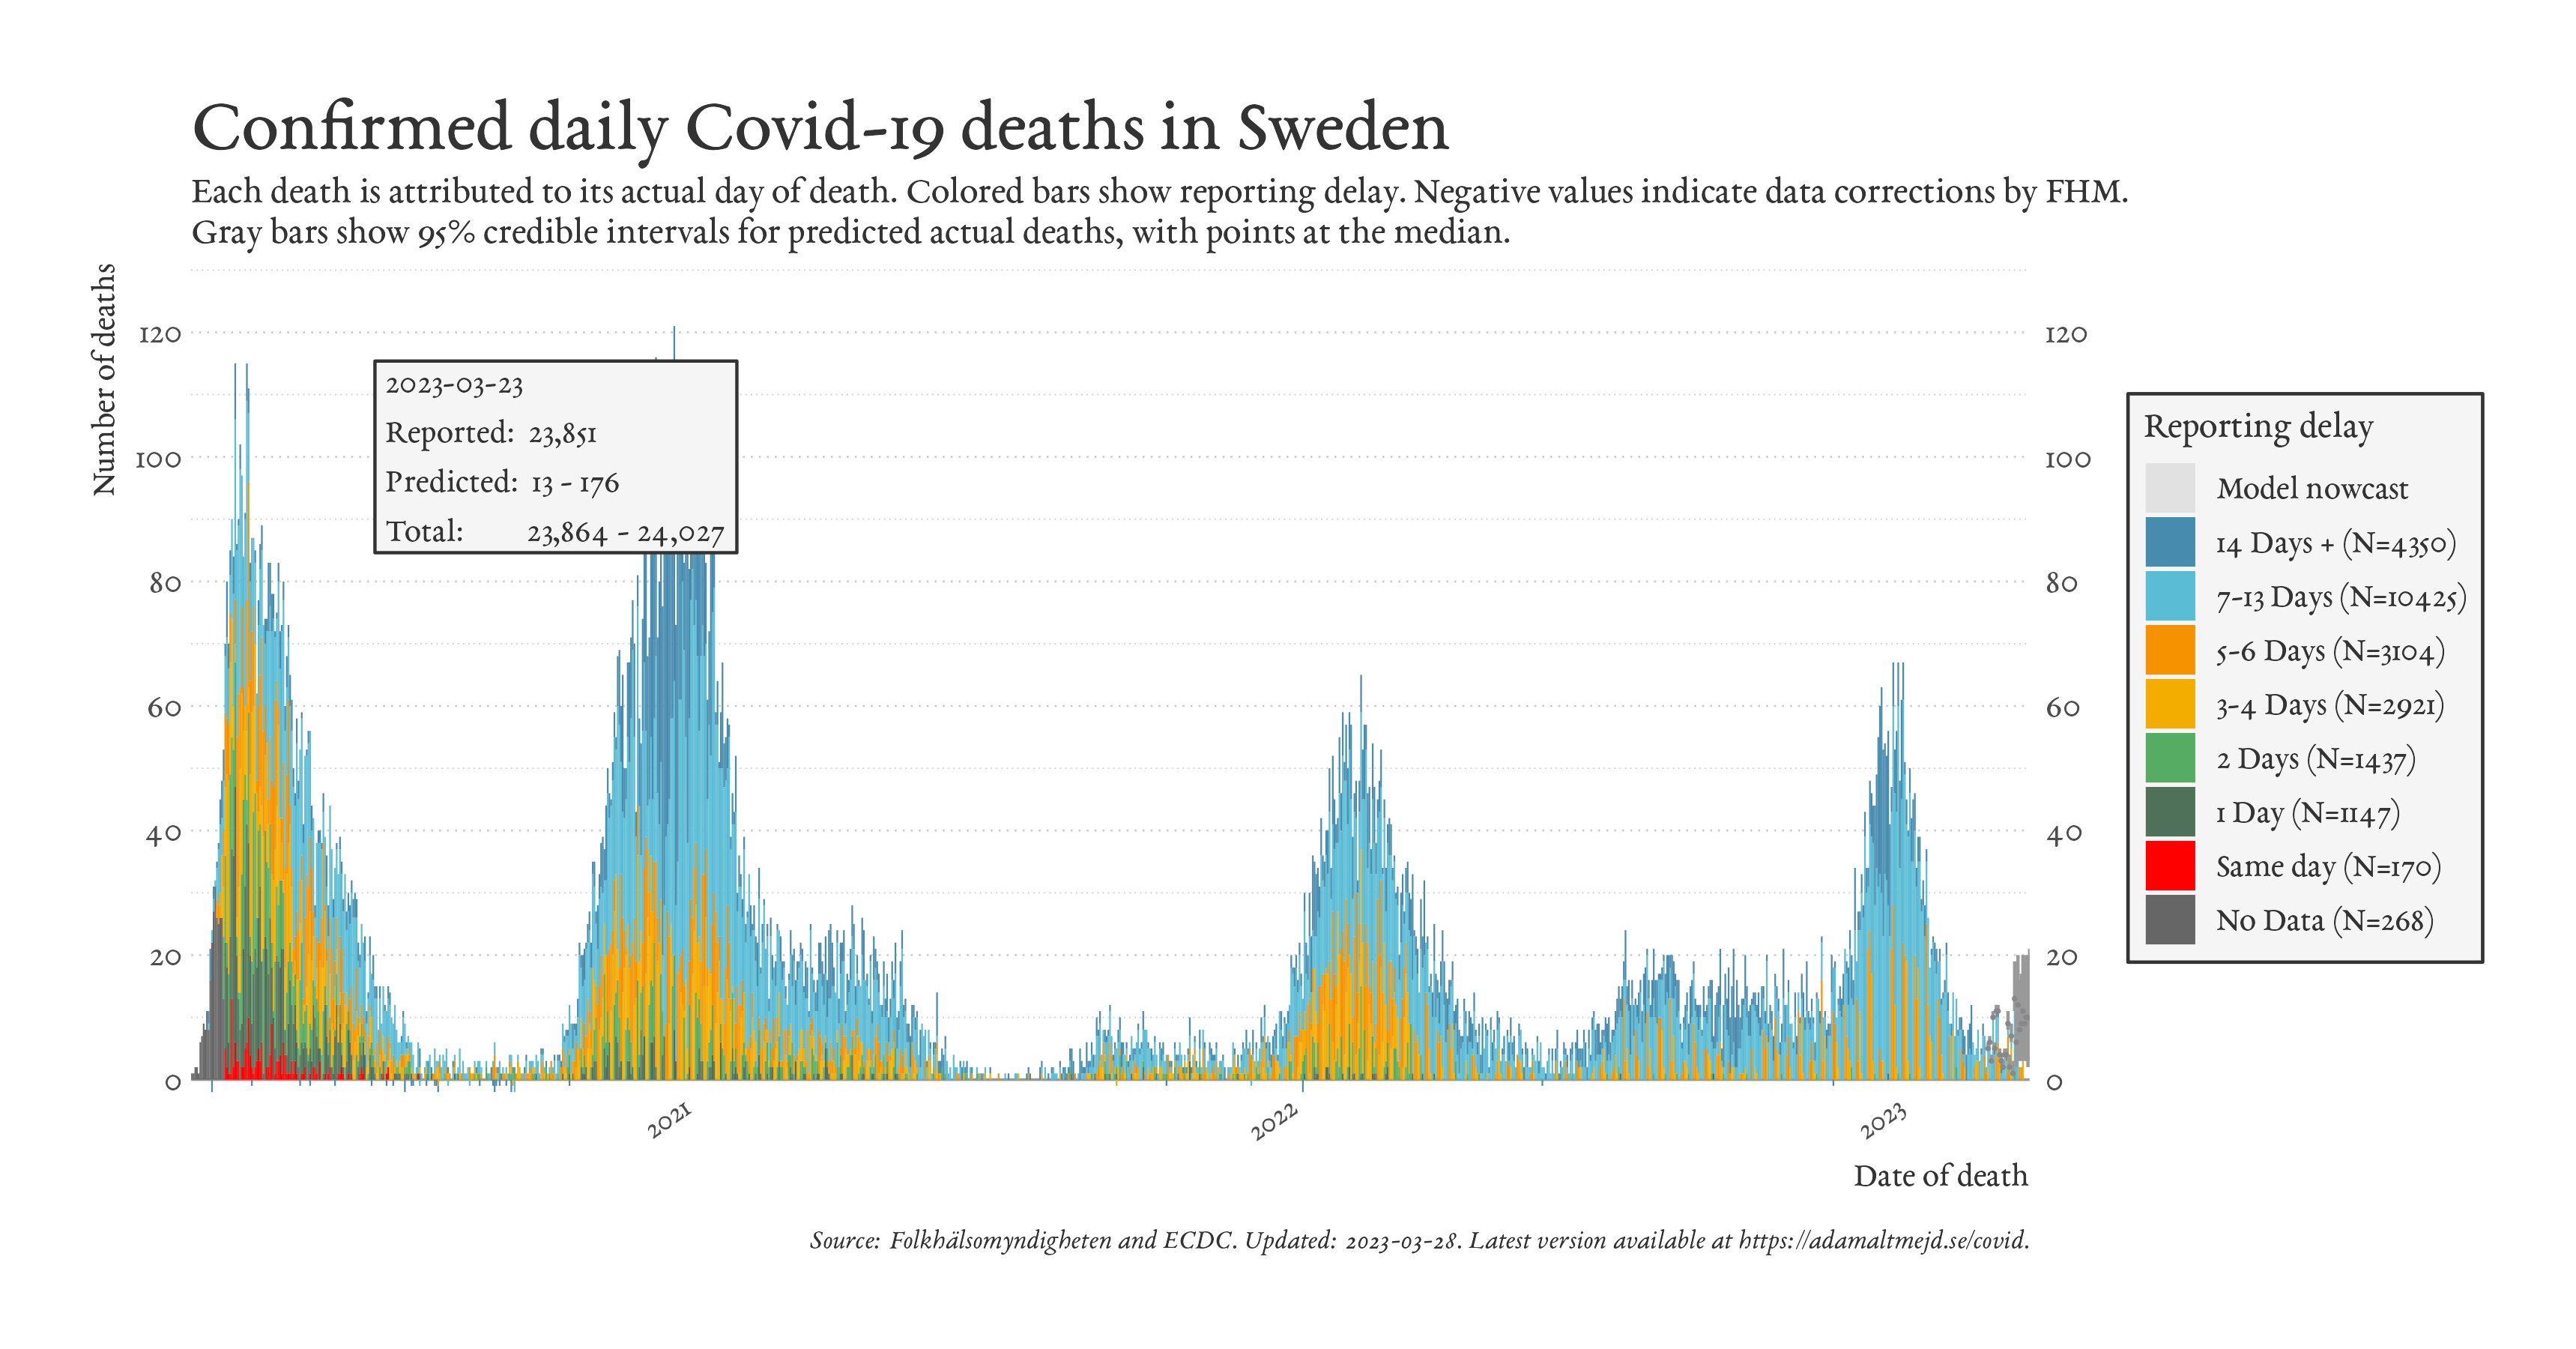 Confirmed daily Covid-19 deaths in Sweden
Each death is attributed to its actual day of death. Colored bars show reporting delay. Negative values indicate data corrections by FHM.
Gray bars show 95% credible intervals for predicted actual deaths, with points at the median.
Number of deaths
120
100
80
60
40
20
0
2023-03-23
Reported: 23,851
Predicted: 13 - 176
Total: 23,864 - 24,027
120
100
80
60
40
20
0
2021
2022
2023
Date of death
Reporting delay
Model nowcast
14 Days + (N=4350)
7-13 Days (N=10425)
5-6 Days (N=3104)
3-4 Days (N=2921)
2 Days (N=1437)
1 Day (N=1147)
Same day (N=170)
No Data (N=268)
Source: Folkhälsomyndigheten and ECDC. Updated: 2023-03-28. Latest version available at https://adamaltmejd.se/covid.